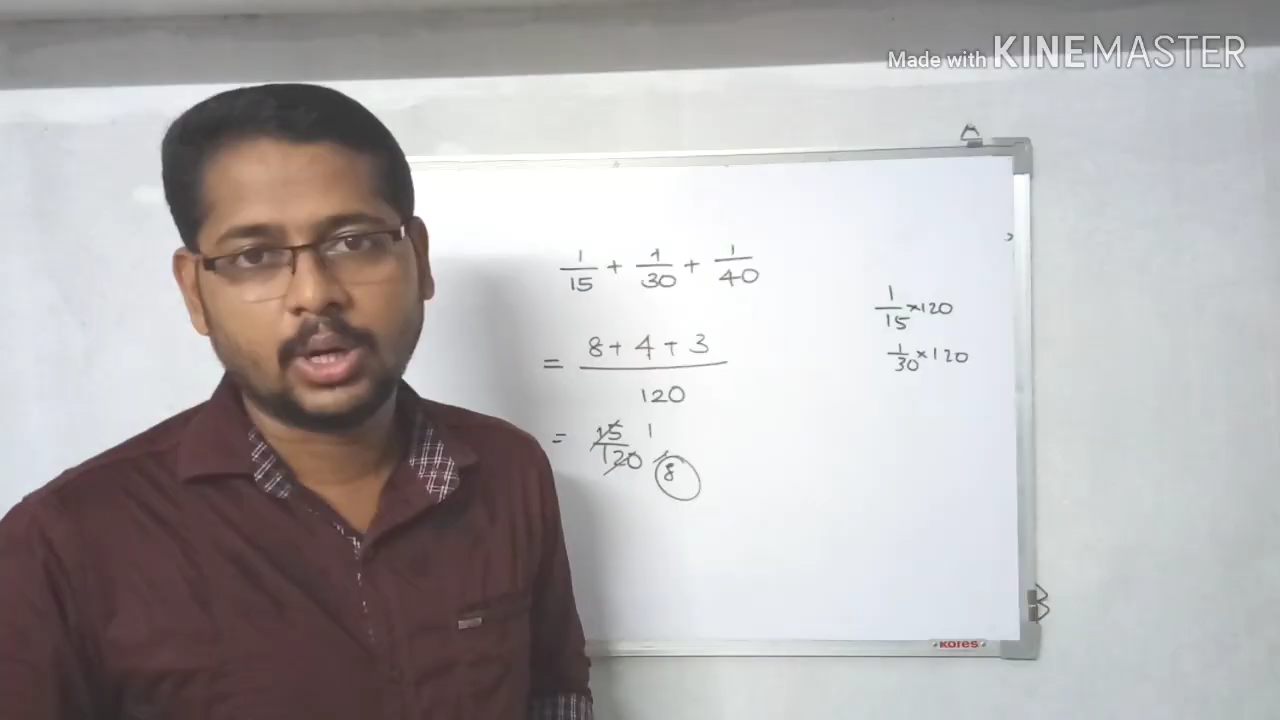 Made with KINEMASTER
A
1/15 + 1/30 + 1/40
1/15 ×120
1/30 ×120
= 8 + 4 + 3 / 120
= 15/120 1/8
B
KORES